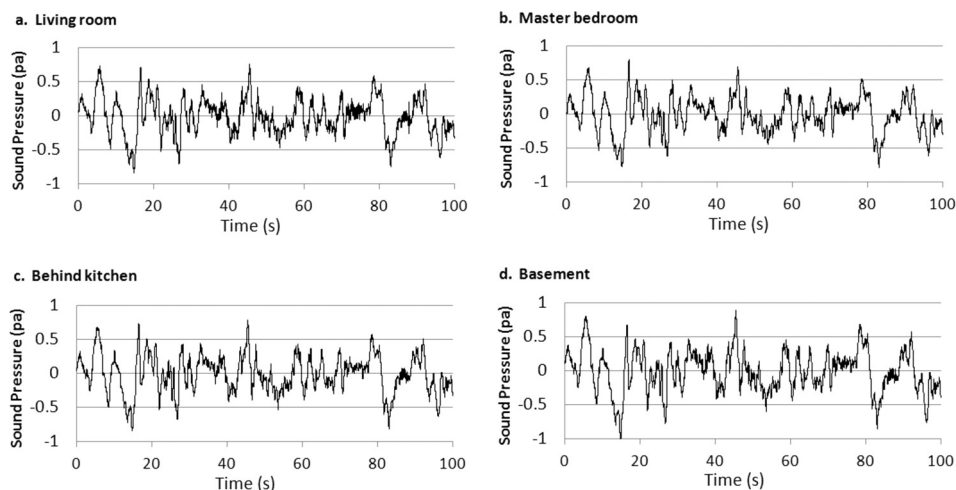 a. Living room
1
0.5
0
-0.5
-1
Sound Pressure (pa)
0 20 40 60 80 100
Time (s)
b. Master bedroom
1
0.5
0
-0.5
-1
Sound Pressure (pa)
0 20 40 60 80 100
Time (s)
c. Behind kitchen
1
0.5
0
-0.5
-1
Sound Pressure (pa)
0 20 40 60 80 100
Time (s)
d. Basement
1
0.5
0
-0.5
-1
Sound Pressure (pa)
0 20 40 60 80 100
Time (s)